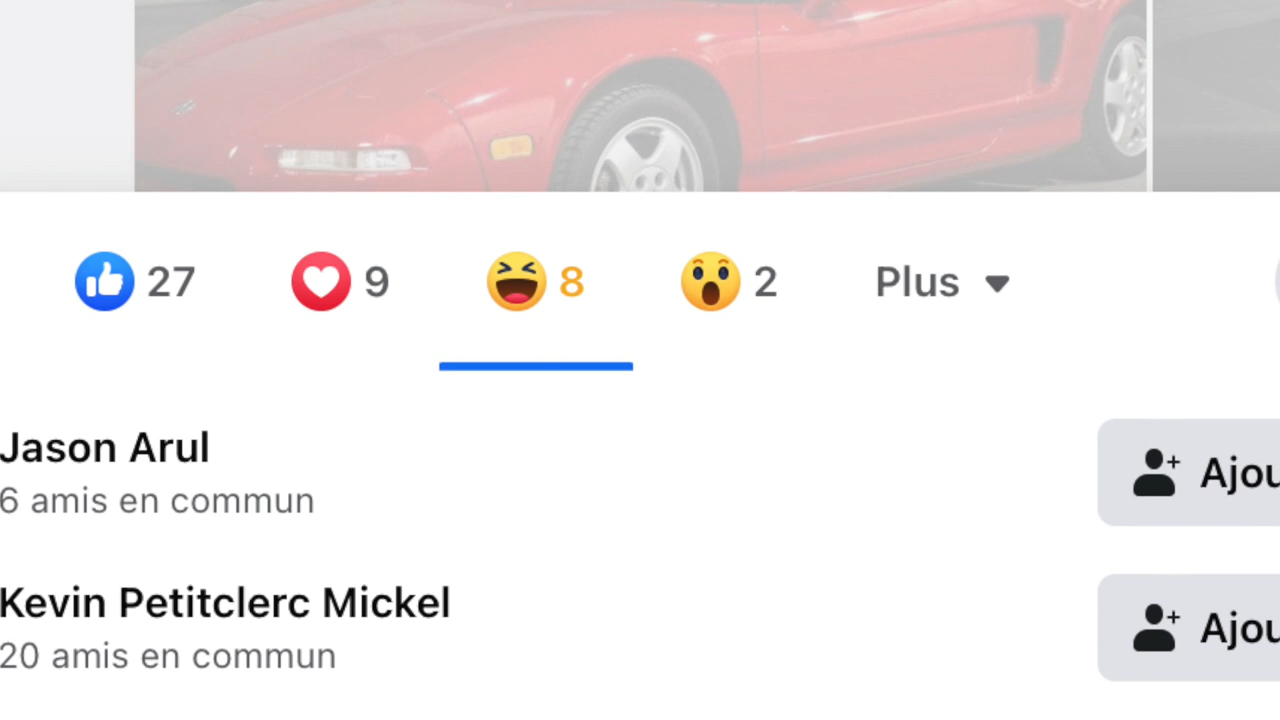 27 9 8 2 Plus
Jason Arul
6 amis en commun
Ajou
Kevin Petitclerc Mickel
20 amis en commun
Ajou